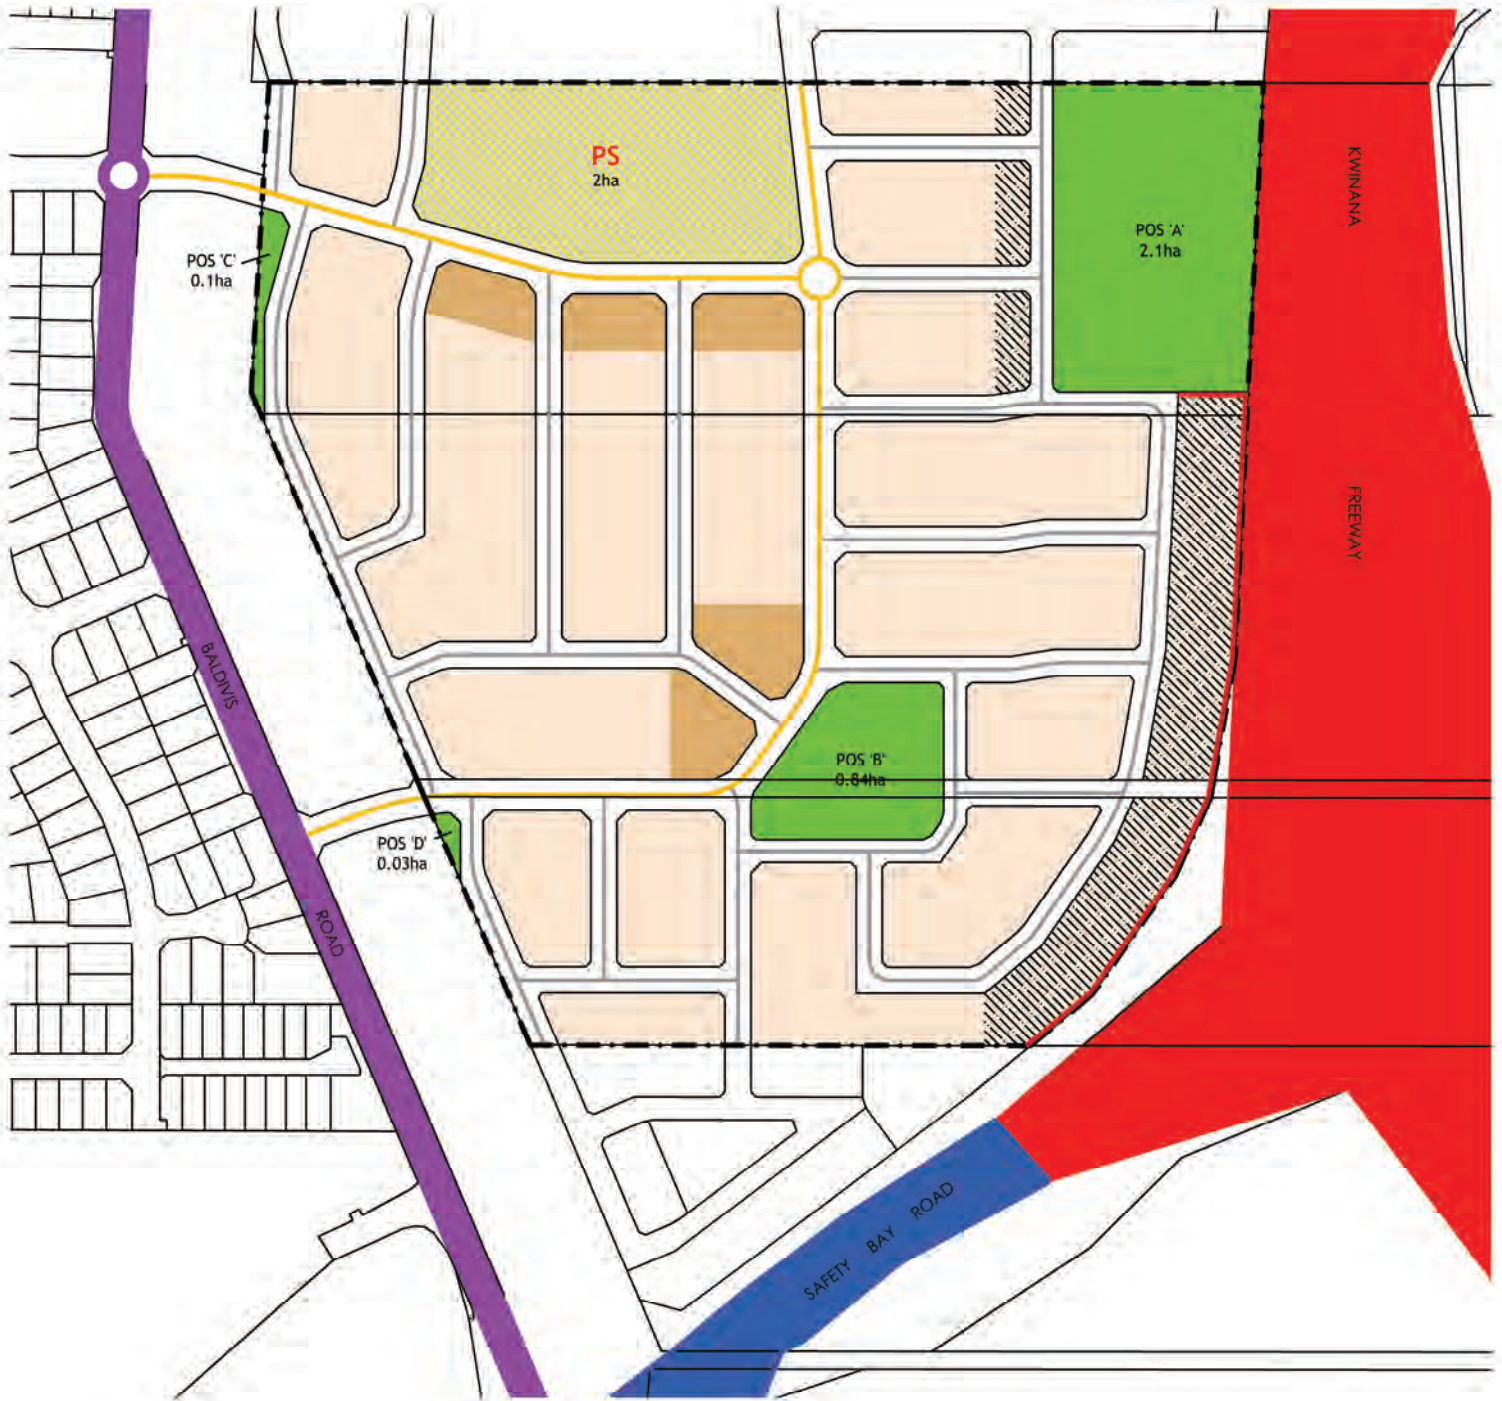 PS
2ha
KWINANA
POS 'A'
2.1ha
POS 'C'
0.1ha
FREEWAY
BALDIVIS
POS 'B'
0.84ha
POS 'D'
0.03ha
ROAD
SAFETY BAY ROAD